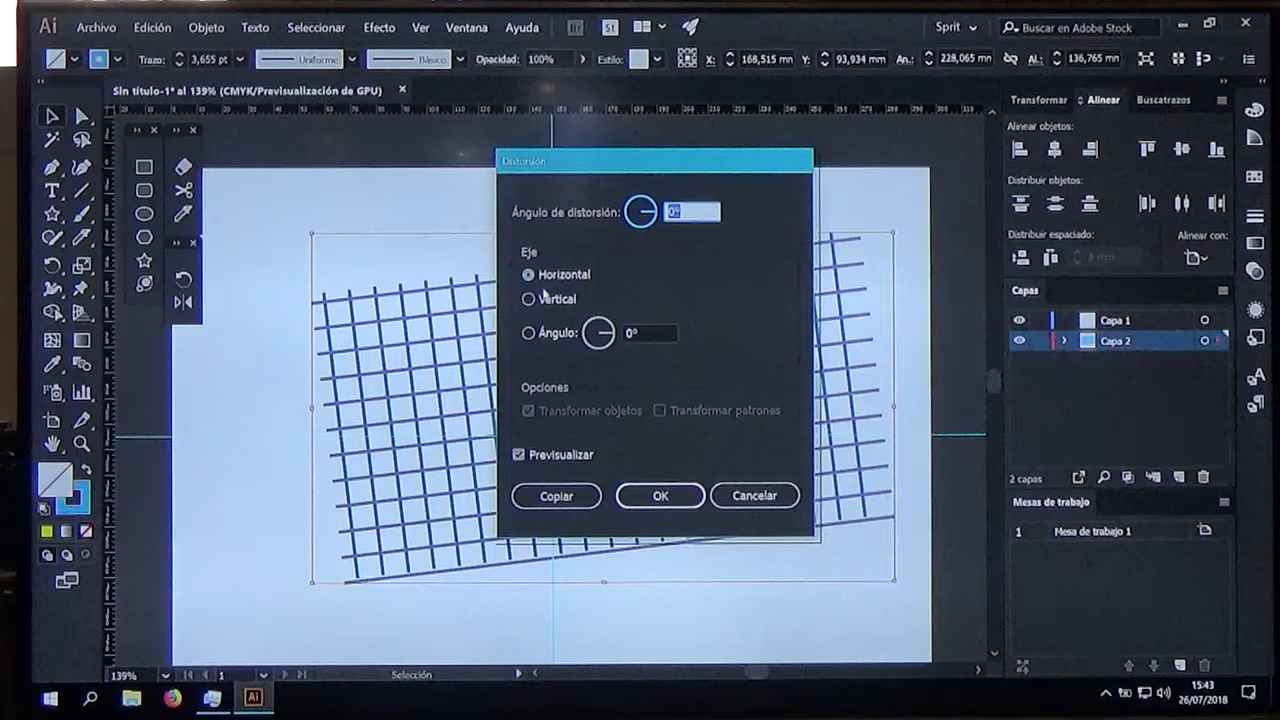 Ai Archivo Edición Objeto Texto Seleccionar Efecto Ver Ventana Ayuda Br St Sprit Buscar en Adobe Stock
Trazo: 3,655 pt Uniforme Básico Opacidad: 100% Estilo: X: 168,515 mm Y: 93,934 mm An.: 228,065 mm AL: 136,765 mm
Sin título-1* al 139% (CMYK/Previsualización de GPU)
Transformar Alinear Buscatrazos
Alinear objetos:
Distribuir objetos:
Distribuir espaciado: Alinear con:
Distorsión
Ángulo de distorsión: 0º
Eje
Horizontal
Vertical
Ángulo: 0º
Opciones
Transformar objetos Transformar patrones
Previsualizar
Copiar OK Cancelar
Capas
Capa 1
Capa 2
2 capas
Mesas de trabajo
1 Mesa de trabajo 1
139% 1 Selección
Ai
15:43
26/07/2018